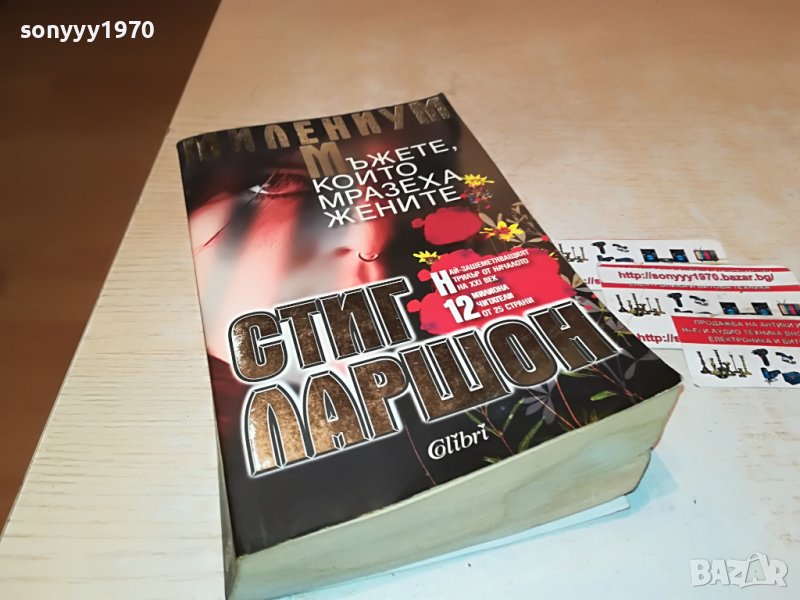 sonyyy1970
МИЛЕНИУМ
МЪЖЕТЕ,
КОИТО
МРАЗЕХА
ЖЕНИТЕ
НАЙ-ЗАШЕМЕТЯВАЩИЯТ
ТРИЛЪР ОТ НАЧАЛОТО
НА XXI ВЕК
12 МИЛИОНА
ЧИТАТЕЛИ
ОТ 25 СТРАНИ
СТИГ
ЛАРШОН
Colibri
http://sonyyy1970.bazar.bg/
ПРОДАЖБА НА АНТИКИ И
Hi-Fi И АУДИО ТЕХНИКА ВНО
ЕЛЕКТРОНИКА И БИТ
BAZAR